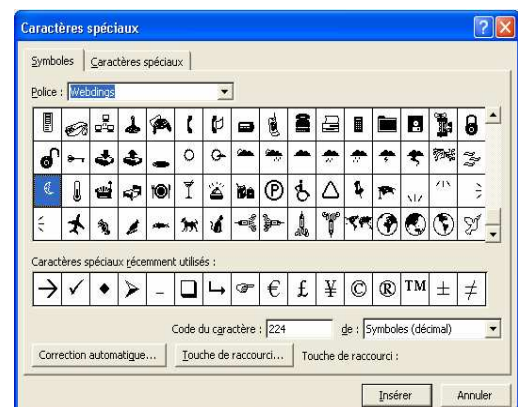 Caractères spéciaux
Symboles Caractères spéciaux
Police : Webdings
Caractères spéciaux récemment utilisés :
→ ✓ ◆ ➢ _ ❑ ↳ ☞ € £ ¥ © ® ™ ± ≠
Code du caractère : 224 de : Symboles (décimal)
Correction automatique... Touche de raccourci... Touche de raccourci :
Insérer Annuler